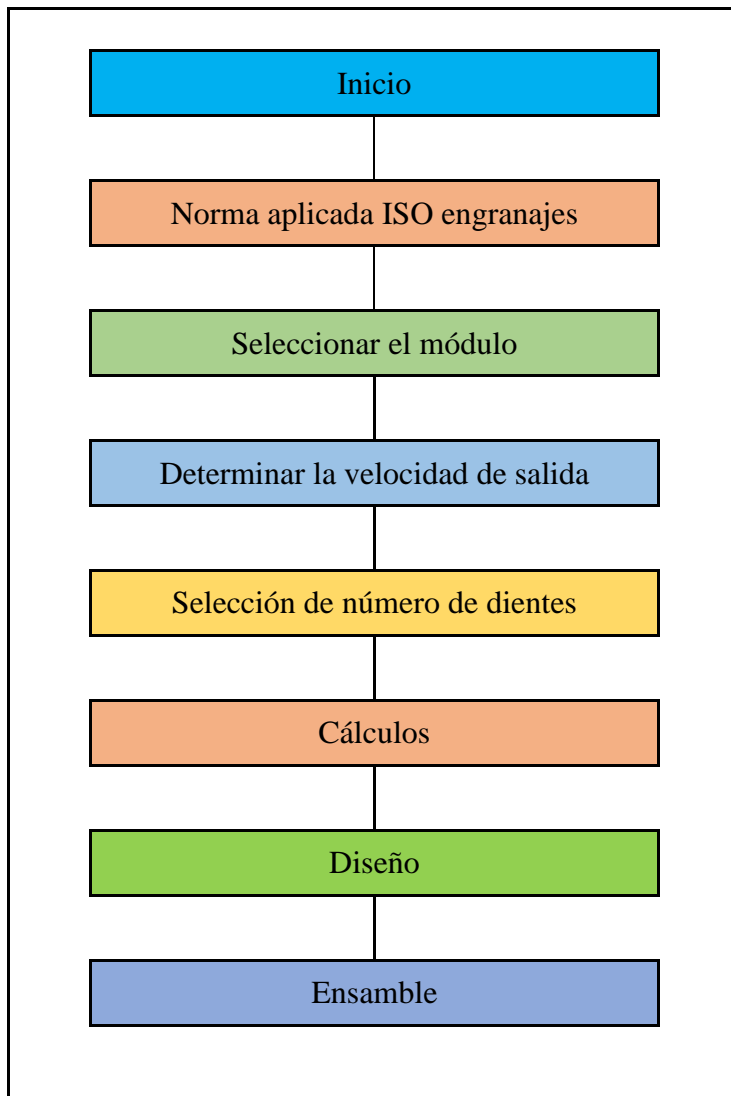 Inicio
Norma aplicada ISO engranajes
Seleccionar el módulo
Determinar la velocidad de salida
Selección de número de dientes
Cálculos
Diseño
Ensamble